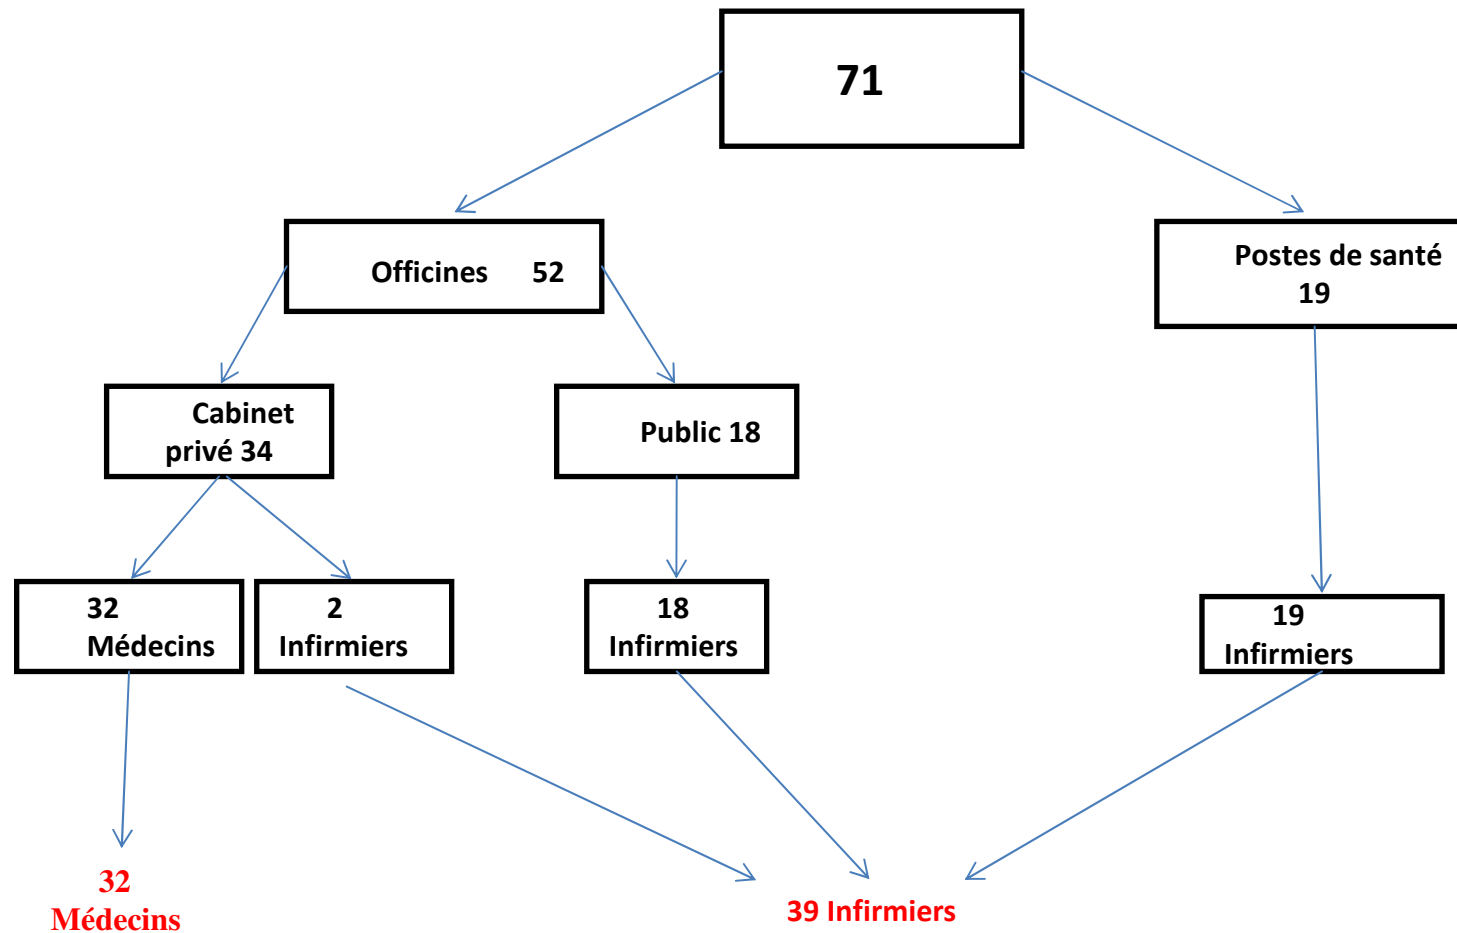 71
Officines 52
Postes de santé
19
Cabinet
privé 34
Public 18
32
Médecins
2
Infirmiers
18
Infirmiers
19
Infirmiers
32
Médecins
39 Infirmiers